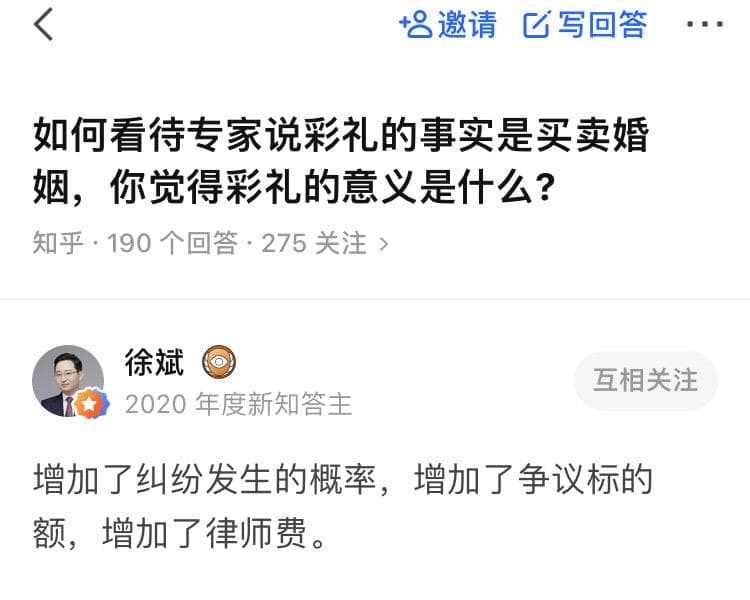 邀请 写回答
如何看待专家说彩礼的事实是买卖婚
姻，你觉得彩礼的意义是什么?
知乎 · 190 个回答 · 275 关注 >
徐斌
2020 年度新知答主
互相关注
增加了纠纷发生的概率，增加了争议标的
额，增加了律师费。